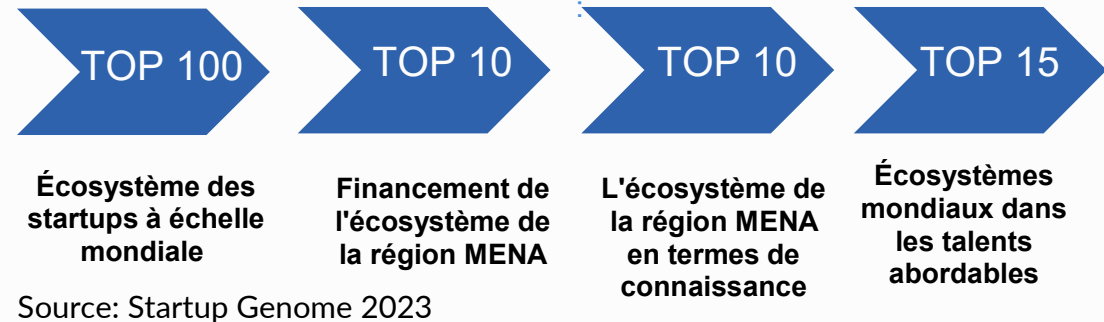 TOP 100
TOP 10
TOP 10
TOP 15
Écosystème des
startups à échelle
mondiale
Financement de
l'écosystème de
la région MENA
L'écosystème de
la région MENA
en termes de
connaissance
Écosystèmes
mondiaux dans
les talents
abordables
Source: Startup Genome 2023